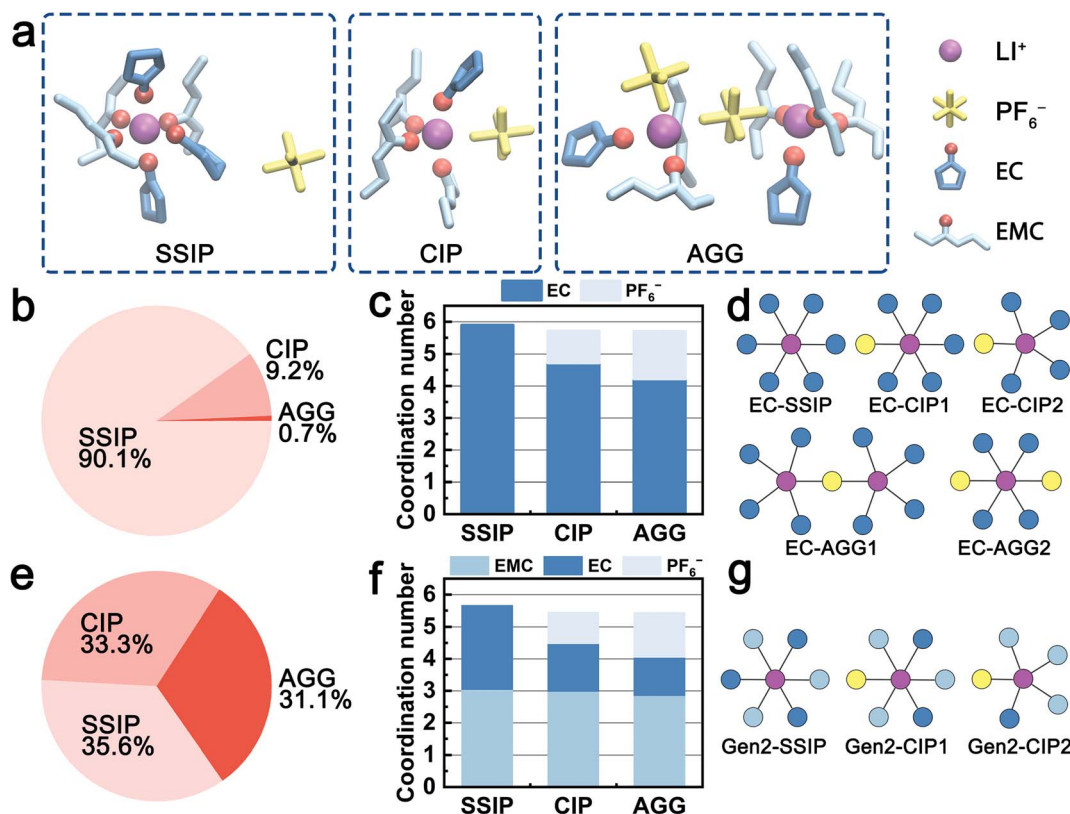 a
SSIP
CIP
AGG
LI⁺
PF₆⁻
EC
EMC
b
CIP
9.2%
AGG
0.7%
SSIP
90.1%
c
EC PF₆⁻
Coordination number
6
5
4
3
2
1
0
SSIP CIP AGG
d
EC-SSIP EC-CIP1 EC-CIP2
EC-AGG1 EC-AGG2
e
CIP
33.3%
AGG
31.1%
SSIP
35.6%
f
EMC EC PF₆⁻
Coordination number
6
5
4
3
2
1
0
SSIP CIP AGG
g
Gen2-SSIP Gen2-CIP1 Gen2-CIP2